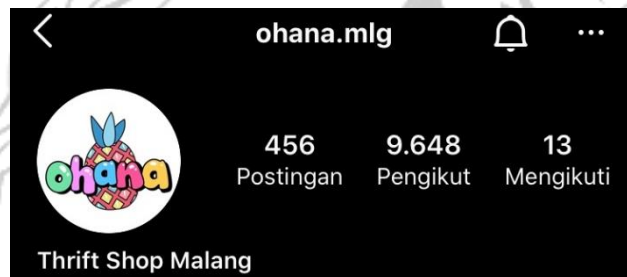 ohana.mlg
ohana
456 9.648 13
Postingan Pengikut Mengikuti
Thrift Shop Malang